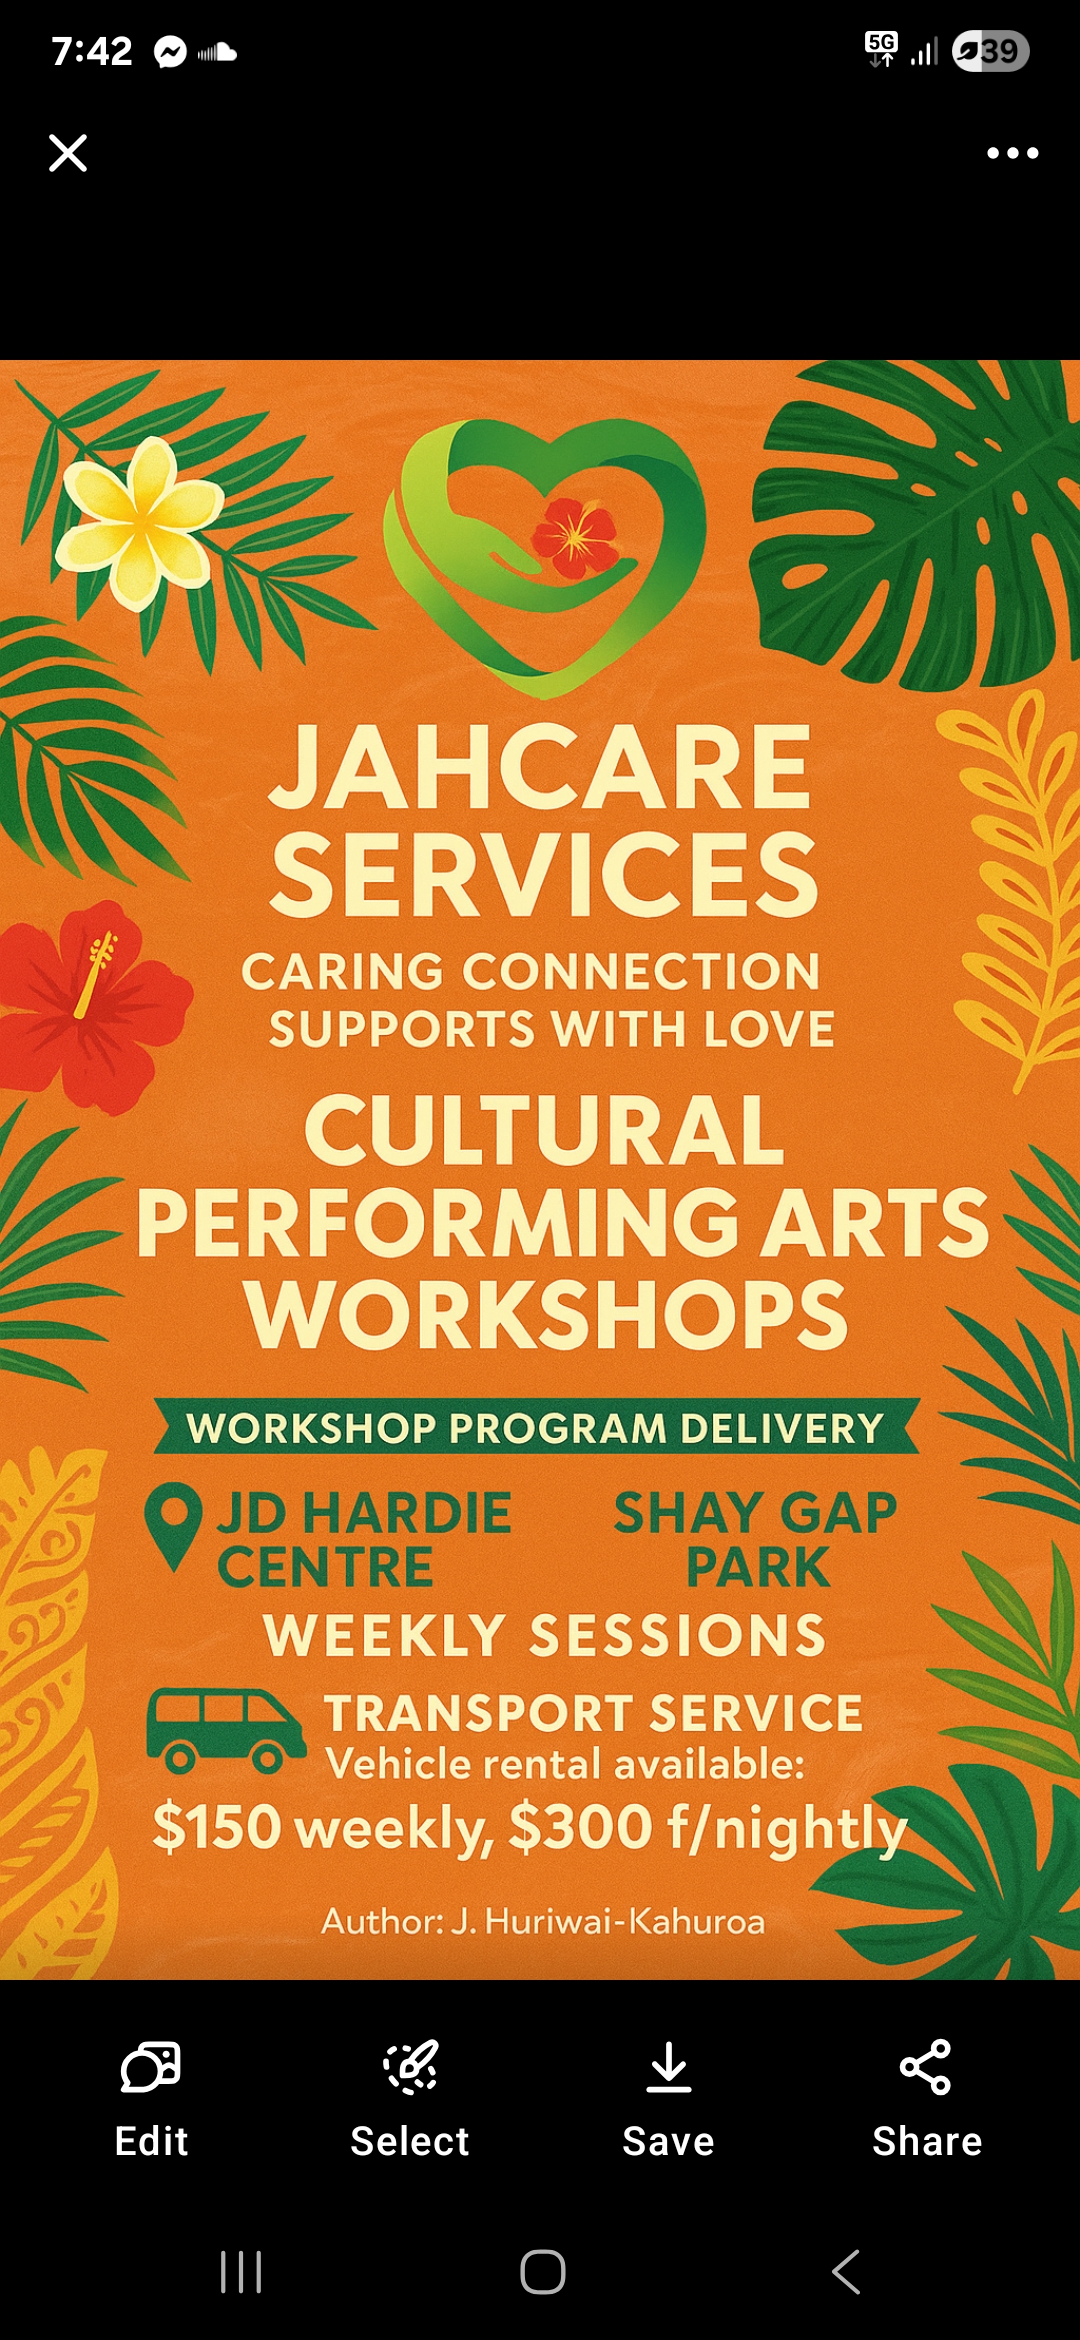 7:42
5G
39
JAHCARE
SERVICES
CARING CONNECTION
SUPPORTS WITH LOVE
CULTURAL
PERFORMING ARTS
WORKSHOPS
WORKSHOP PROGRAM DELIVERY
JD HARDIE
CENTRE
SHAY GAP
PARK
WEEKLY SESSIONS
TRANSPORT SERVICE
Vehicle rental available:
$150 weekly, $300 f/nightly
Author: J. Huriwai-Kahuroa
Edit
Select
Save
Share